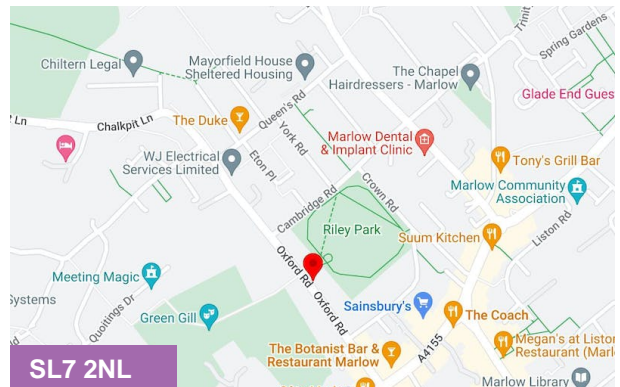 Trinit
Spring Gardens
Chiltern Legal
Mayorfield House
Sheltered Housing
The Chapel
Hairdressers - Marlow
Glade End Gues
Queen's Rd
Chalkpit Ln
The Duke
York Rd
Marlow Dental
& Implant Clinic
Tony's Grill Bar
WJ Electrical
Services Limited
Eton Pl
Crown Rd
Marlow Community
Association
Cambridge Rd
Riley Park
Suum Kitchen
Liston Rd
Oxford Rd
Meeting Magic
Systems
Quoitings Dr
Oxford Rd
Sainsbury's
Green Gill
The Coach
A4155
Megan's at Liston
Restaurant (Marl
The Botanist Bar &
Restaurant Marlow
SL7 2NL
Marlow Library